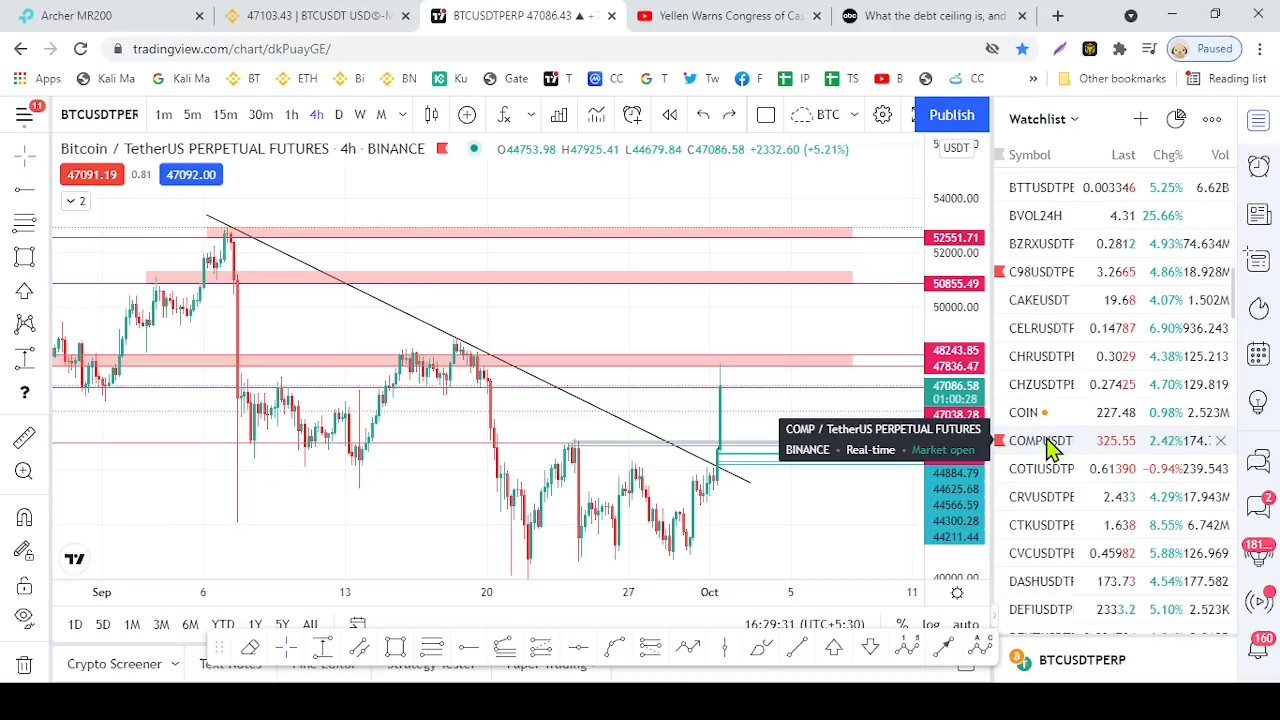 Archer MR200
47103.43 | BTCUSDT USDⓈ-M
BTCUSDTPERP 47086.43 ▲ +
Yellen Warns Congress of Cas
What the debt ceiling is, and
tradingview.com/chart/dkPuayGE/
Paused
Apps Kali Ma Kali Ma BT ETH Bi BN Ku Gate T CC T Tw F IP TS B CC » Other bookmarks Reading list
11 BTCUSDTPERP 1m 5m 15m 30m 1h 4h D W M BTC Publish
Watchlist
Bitcoin / TetherUS PERPETUAL FUTURES · 4h · BINANCE O44753.98 H47925.41 L44679.84 C47086.58 +2332.60 (+5.21%)
USDT
47091.19 0.81 47092.00
2
54000.00
52551.71
52000.00
50855.49
50000.00
48243.85
47836.47
47086.58
01:00:28
47038.28
44884.79
44625.68
44566.59
44300.28
44211.44
40000.00
COMP / TetherUS PERPETUAL FUTURES
BINANCE • Real-time • Market open
Sep 6 13 20 27 Oct 5 11
1D 5D 1M 3M 6M YTD 1Y 5Y All 16:29:31 (UTC+5:30) % log auto
Crypto Screener Text Notes Pine Editor Strategy Tester Paper Trading
Symbol Last Chg% Vol
BTTUSDTPE 0.003346 5.25% 6.62B
BVOL24H 4.31 25.66%
BZRXUSDTF 0.2812 4.93% 74.634M
C98USDTPE 3.2665 4.86% 18.928M
CAKEUSDT 19.68 4.07% 1.502M
CELRUSDTF 0.14787 6.90% 936.243
CHRUSDTPE 0.3029 4.38% 125.213
CHZUSDTPE 0.27425 4.70% 129.819
COIN 227.48 0.98% 2.523M
COMPUSDT 325.55 2.42% 174.
COTIUSDTP 0.61390 −0.94% 239.543
CRVUSDTPE 2.433 4.29% 17.943M
CTKUSDTPE 1.638 8.55% 6.742M
CVCUSDTPE 0.45982 5.88% 126.969
DASHUSDTF 173.73 4.54% 177.582
DEFIUSDTF 2333.2 5.10% 2.523K
BTCUSDTPERP
2
181
160